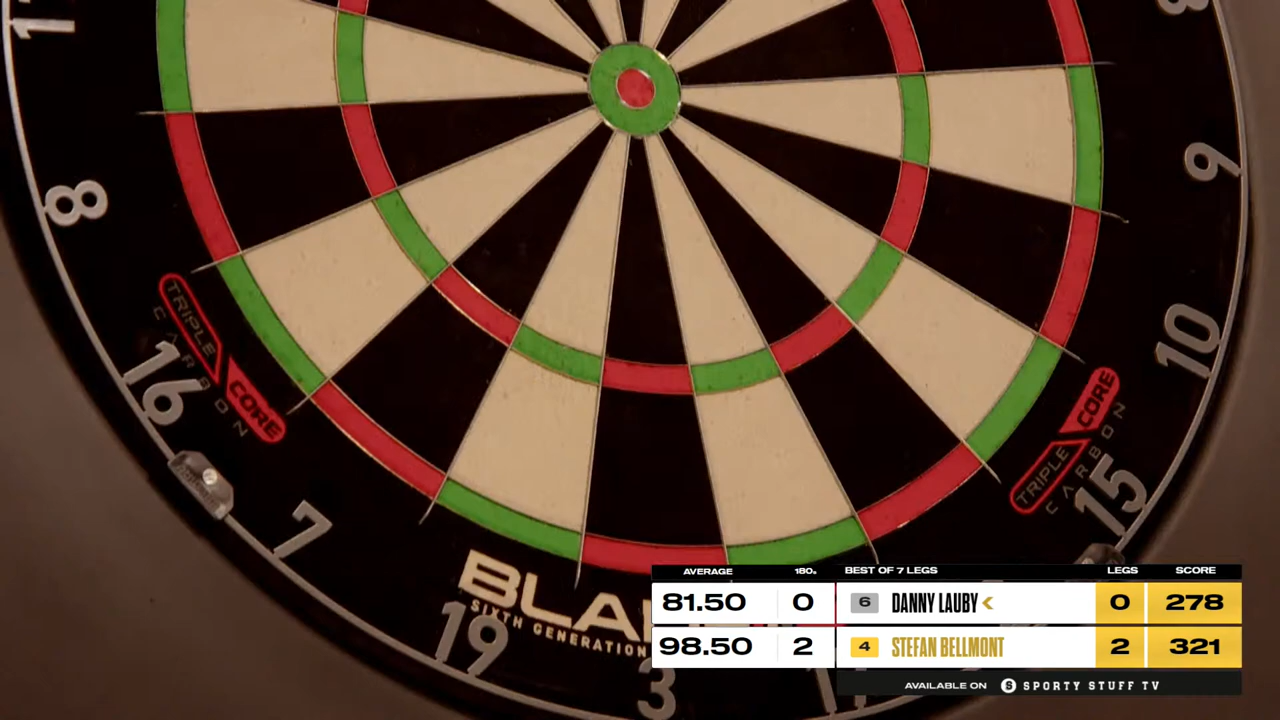 8
9
10
16
7
15
19
3
TRIPLE CORE
CARBON
TRIPLE CORE
CARBON
SIXTH GENERATION
AVERAGE 180s BEST OF 7 LEGS LEGS SCORE
81.50 0 6 DANNY LAUBY 0 278
98.50 2 4 STEFAN BELLMONT 2 321
AVAILABLE ON S SPORTY STUFF TV